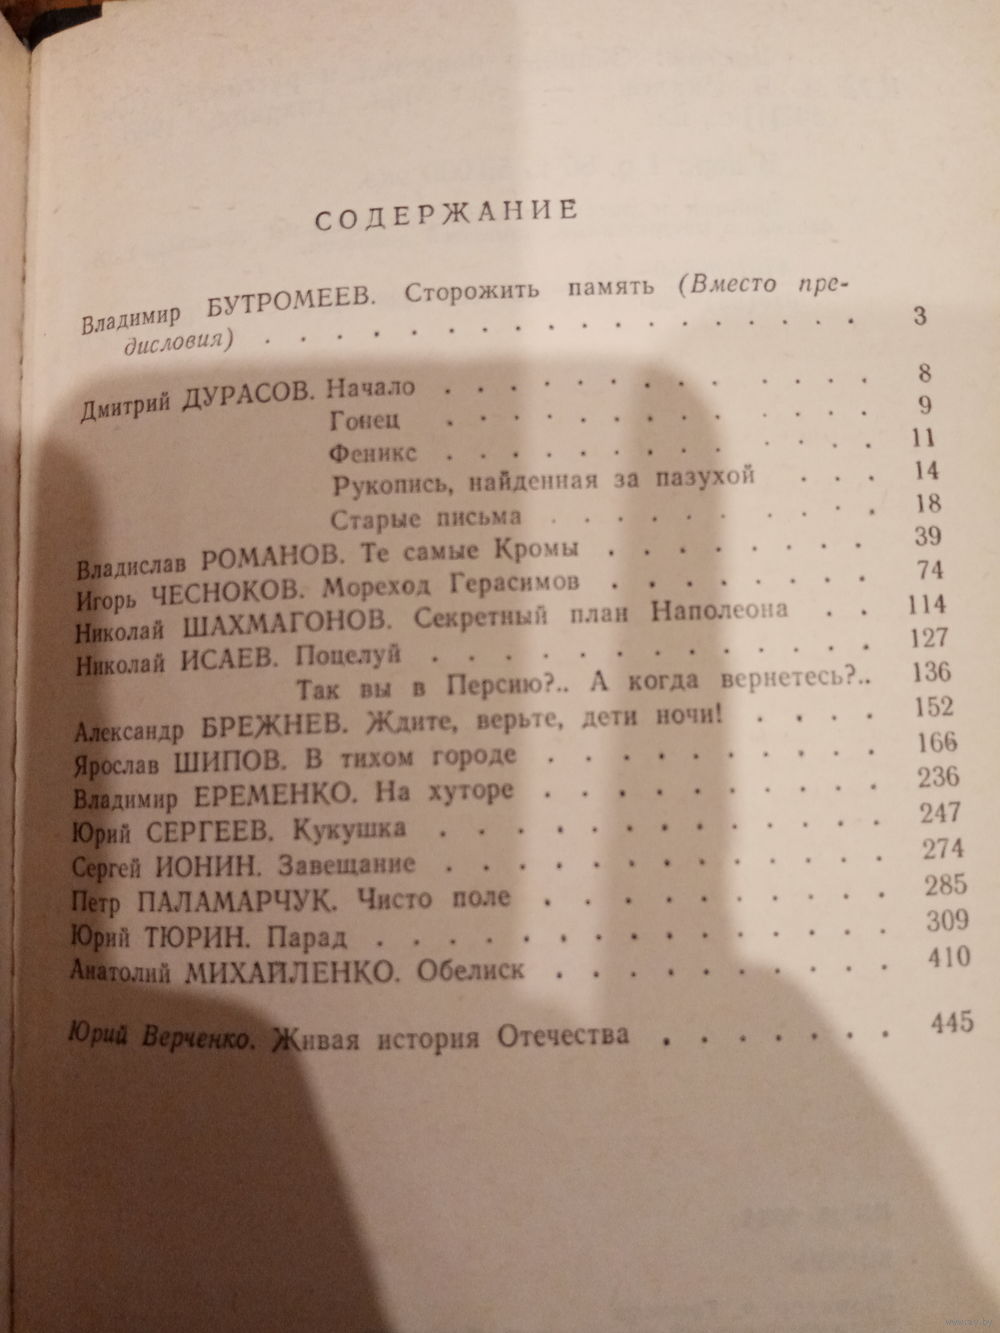 СОДЕРЖАНИЕ
Владимир БУТРОМЕЕВ. Сторожить память (Вместо пре-
дисловия) . . . . . . . . . . . . . . . . 3
Дмитрий ДУРАСОВ. Начало . . . . . . . . . . . . 8
Гонец . . . . . . . . . . . . 9
Феникс . . . . . . . . . . . . 11
Рукопись, найденная за пазухой . . . 14
Старые письма . . . . . . . . . 18
Владислав РОМАНОВ. Те самые Кромы . . . . . . . 39
Игорь ЧЕСНОКОВ. Мореход Герасимов . . . . . . . 74
Николай ШАХМАГОНОВ. Секретный план Наполеона . . 114
Николай ИСАЕВ. Поцелуй . . . . . . . . . . . . 127
Так вы в Персию?.. А когда вернетесь?.. 136
Александр БРЕЖНЕВ. Ждите, верьте, дети ночи! . . . . 152
Ярослав ШИПОВ. В тихом городе . . . . . . . . . 166
Владимир ЕРЕМЕНКО. На хуторе . . . . . . . . . 236
Юрий СЕРГЕЕВ. Кукушка . . . . . . . . . . . . 247
Сергей ИОНИН. Завещание . . . . . . . . . . . . 274
Петр ПАЛАМАРЧУК. Чисто поле . . . . . . . . . 285
Юрий ТЮРИН. Парад . . . . . . . . . . . . . . 309
Анатолий МИХАЙЛЕНКО. Обелиск . . . . . . . . . 410
Юрий Верченко. Живая история Отечества . . . . . . . 445
www.ay.by